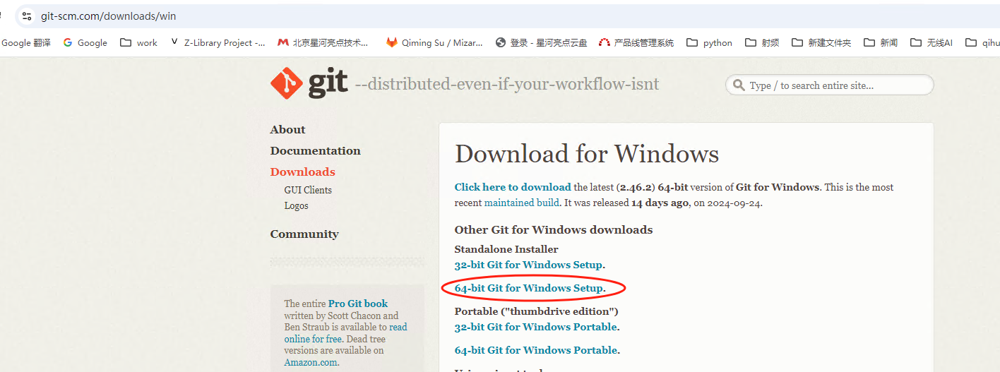 git-scm.com/downloads/win
Google 翻译 Google work Z-Library Project -... 北京星河亮点技术... Qiming Su / Mizar... 登录 - 星河亮点云盘 产品线管理系统 python 射频 新建文件夹 新闻 无线AI qihu
git --distributed-even-if-your-workflow-isnt
Type / to search entire site...
About
Documentation
Downloads
GUI Clients
Logos
Community
The entire Pro Git book
written by Scott Chacon and
Ben Straub is available to read
online for free. Dead tree
versions are available on
Amazon.com.
Download for Windows
Click here to download the latest (2.46.2) 64-bit version of Git for Windows. This is the most
recent maintained build. It was released 14 days ago, on 2024-09-24.
Other Git for Windows downloads
Standalone Installer
32-bit Git for Windows Setup.
64-bit Git for Windows Setup.
Portable ("thumbdrive edition")
32-bit Git for Windows Portable.
64-bit Git for Windows Portable.